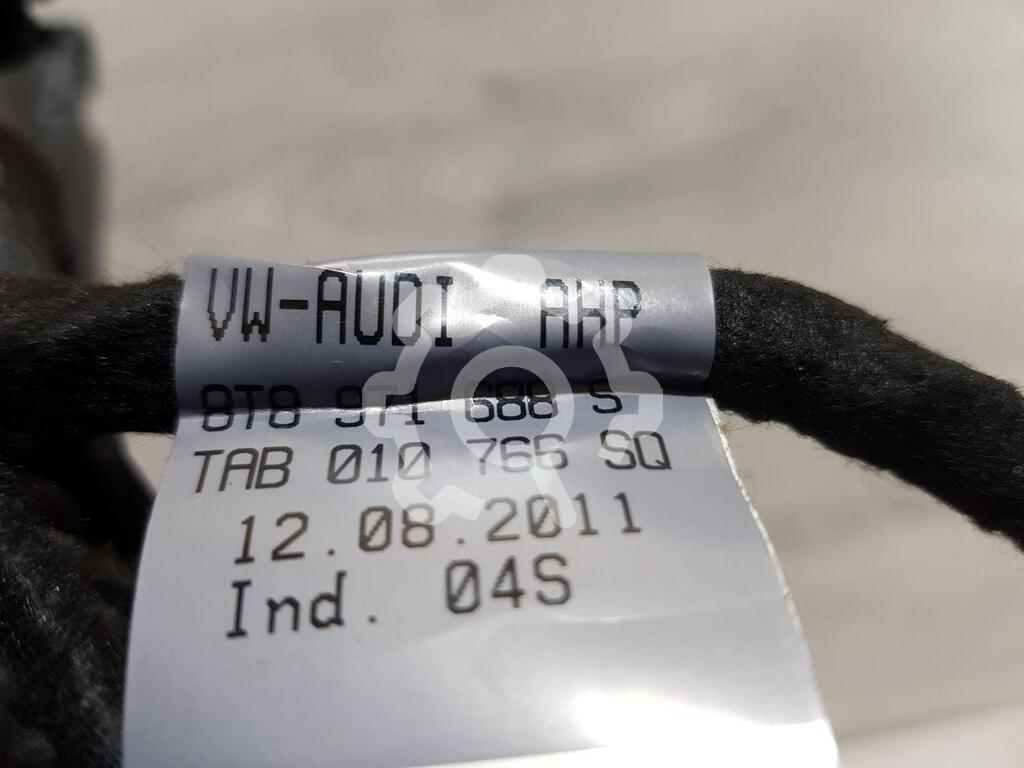 VW-AUDI AHP
8T8 971 688 S
TAB 010 766 SQ
12.08.2011
Ind. 04S